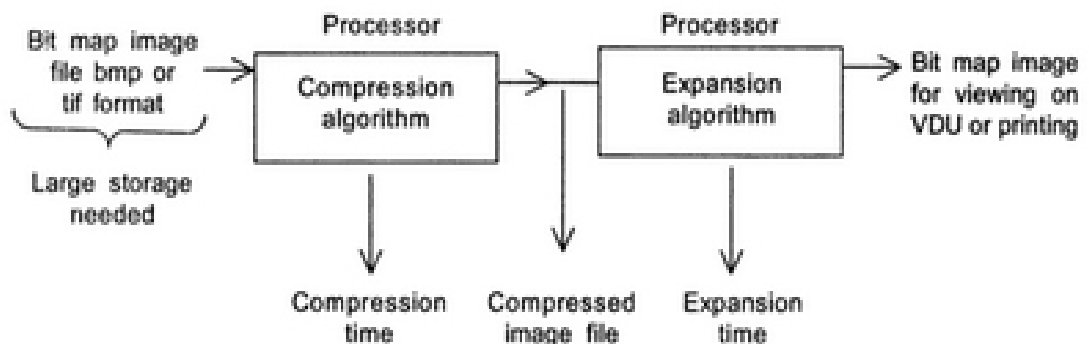 Bit map image
file bmp or
tif format
Large storage
needed
Processor
Compression
algorithm
Compression
time
Compressed
image file
Processor
Expansion
algorithm
Expansion
time
Bit map image
for viewing on
VDU or printing